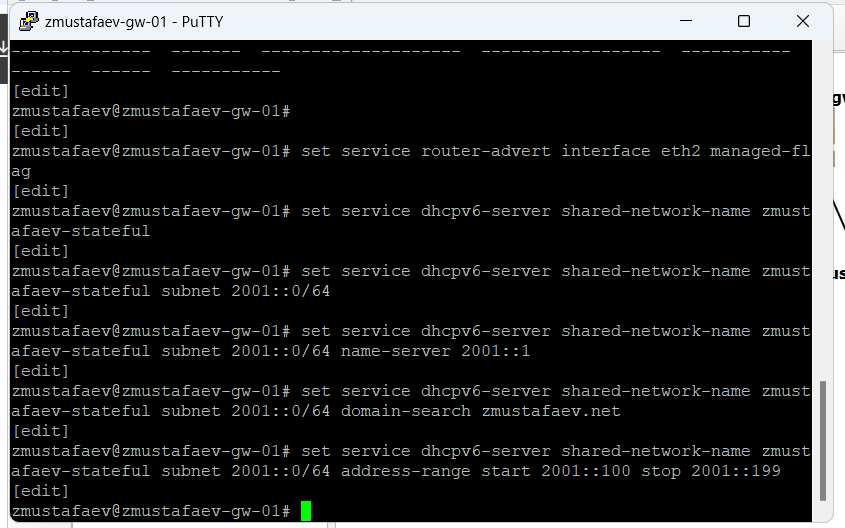 zmustafaev-gw-01 - PuTTY
-------------- ------- -------------------- ------------------ -----------
------ ------ -----------
[edit]
zmustafaev@zmustafaev-gw-01#
[edit]
zmustafaev@zmustafaev-gw-01# set service router-advert interface eth2 managed-fl
ag
[edit]
zmustafaev@zmustafaev-gw-01# set service dhcpv6-server shared-network-name zmust
afaev-stateful
[edit]
zmustafaev@zmustafaev-gw-01# set service dhcpv6-server shared-network-name zmust
afaev-stateful subnet 2001::0/64
[edit]
zmustafaev@zmustafaev-gw-01# set service dhcpv6-server shared-network-name zmust
afaev-stateful subnet 2001::0/64 name-server 2001::1
[edit]
zmustafaev@zmustafaev-gw-01# set service dhcpv6-server shared-network-name zmust
afaev-stateful subnet 2001::0/64 domain-search zmustafaev.net
[edit]
zmustafaev@zmustafaev-gw-01# set service dhcpv6-server shared-network-name zmust
afaev-stateful subnet 2001::0/64 address-range start 2001::100 stop 2001::199
[edit]
zmustafaev@zmustafaev-gw-01#